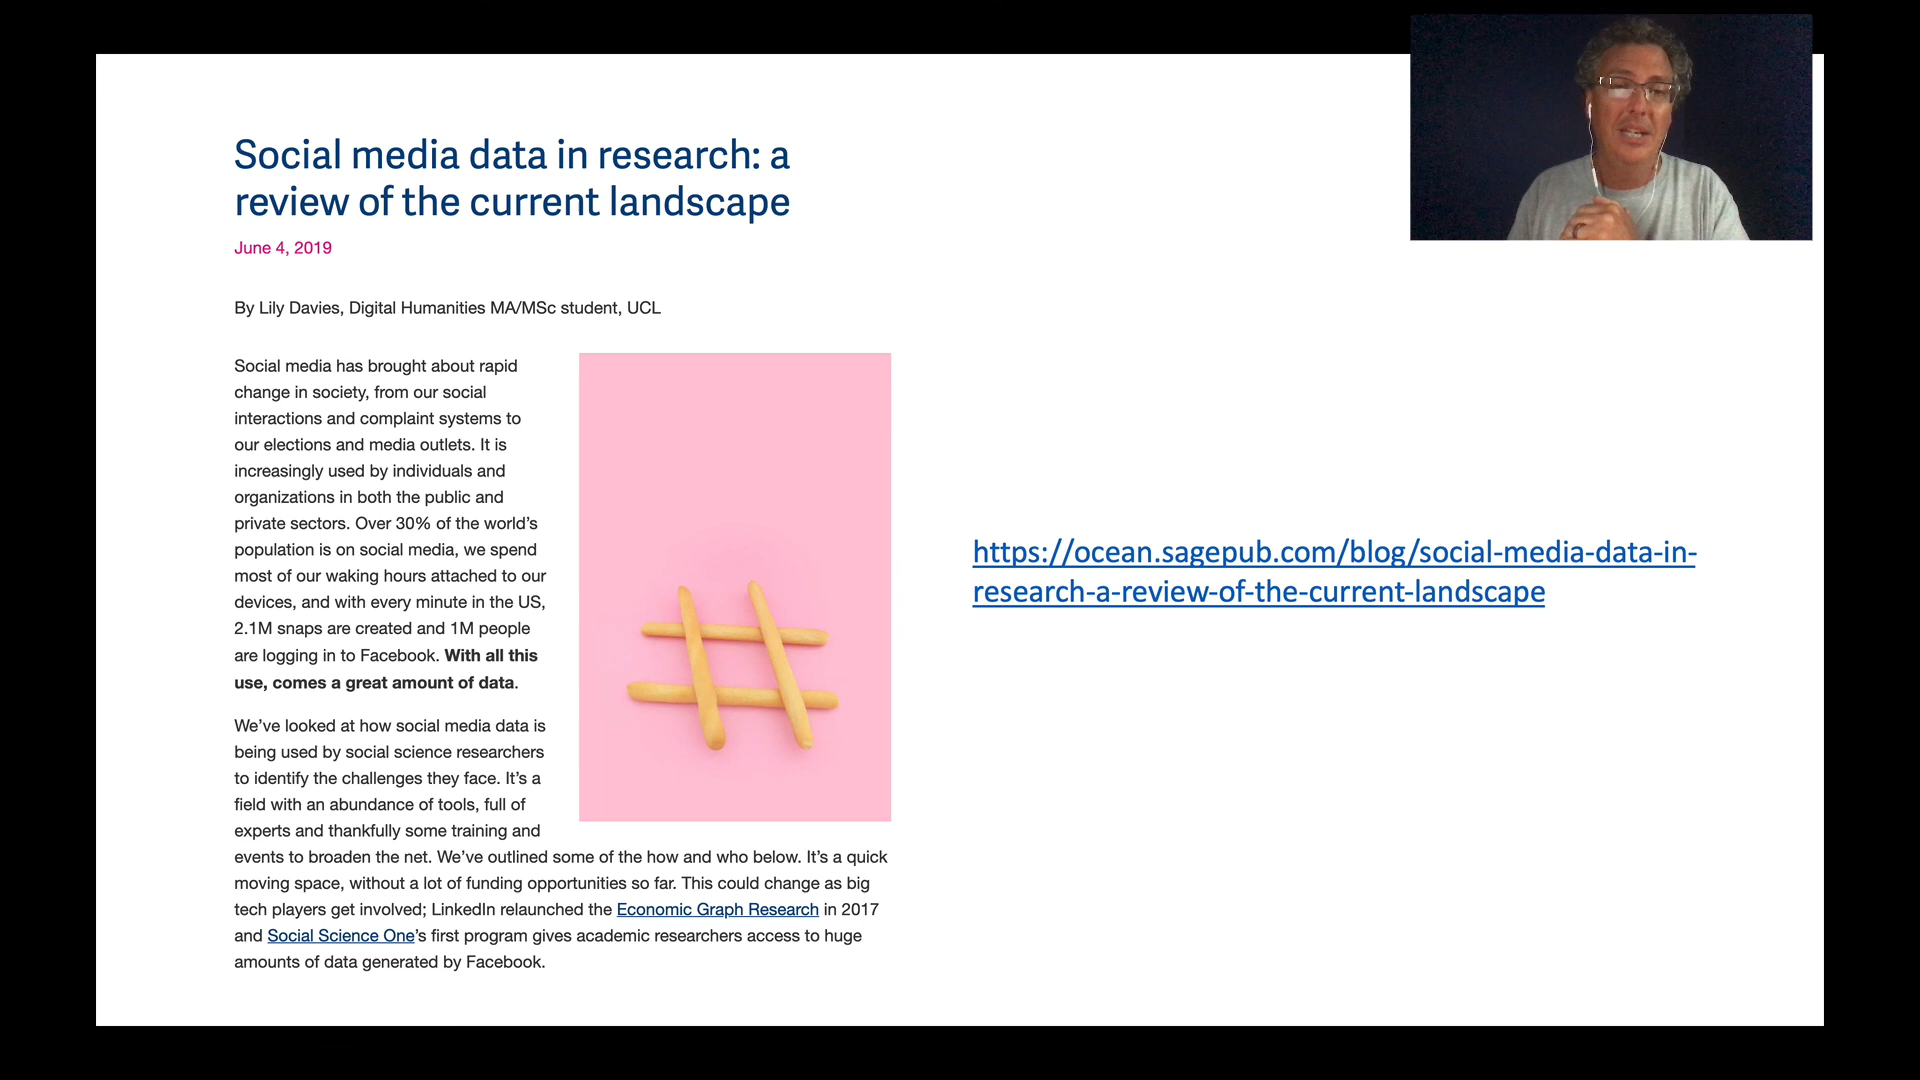 Social media data in research: a
review of the current landscape
June 4, 2019
By Lily Davies, Digital Humanities MA/MSc student, UCL
Social media has brought about rapid
change in society, from our social
interactions and complaint systems to
our elections and media outlets. It is
increasingly used by individuals and
organizations in both the public and
private sectors. Over 30% of the world’s
population is on social media, we spend
most of our waking hours attached to our
devices, and with every minute in the US,
2.1M snaps are created and 1M people
are logging in to Facebook. With all this
use, comes a great amount of data.
We’ve looked at how social media data is
being used by social science researchers
to identify the challenges they face. It’s a
field with an abundance of tools, full of
experts and thankfully some training and
events to broaden the net. We’ve outlined some of the how and who below. It’s a quick
moving space, without a lot of funding opportunities so far. This could change as big
tech players get involved; LinkedIn relaunched the Economic Graph Research in 2017
and Social Science One’s first program gives academic researchers access to huge
amounts of data generated by Facebook.
https://ocean.sagepub.com/blog/social-media-data-in-
research-a-review-of-the-current-landscape